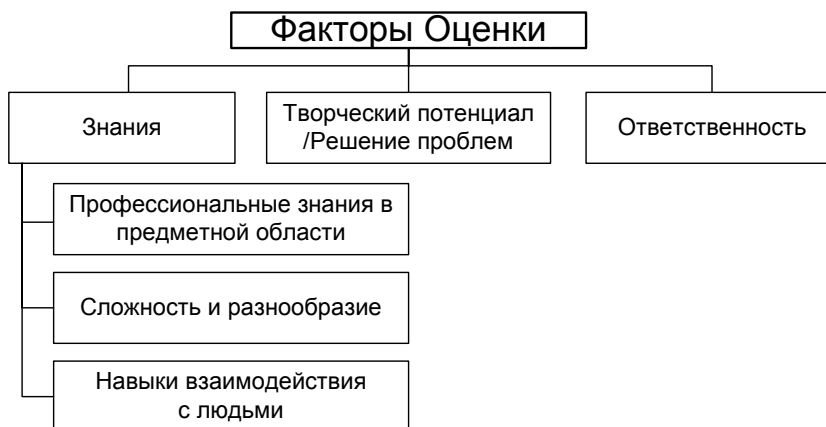 Факторы Оценки
Знания
Творческий потенциал
/Решение проблем
Ответственность
Профессиональные знания в
предметной области
Сложность и разнообразие
Навыки взаимодействия
с людьми